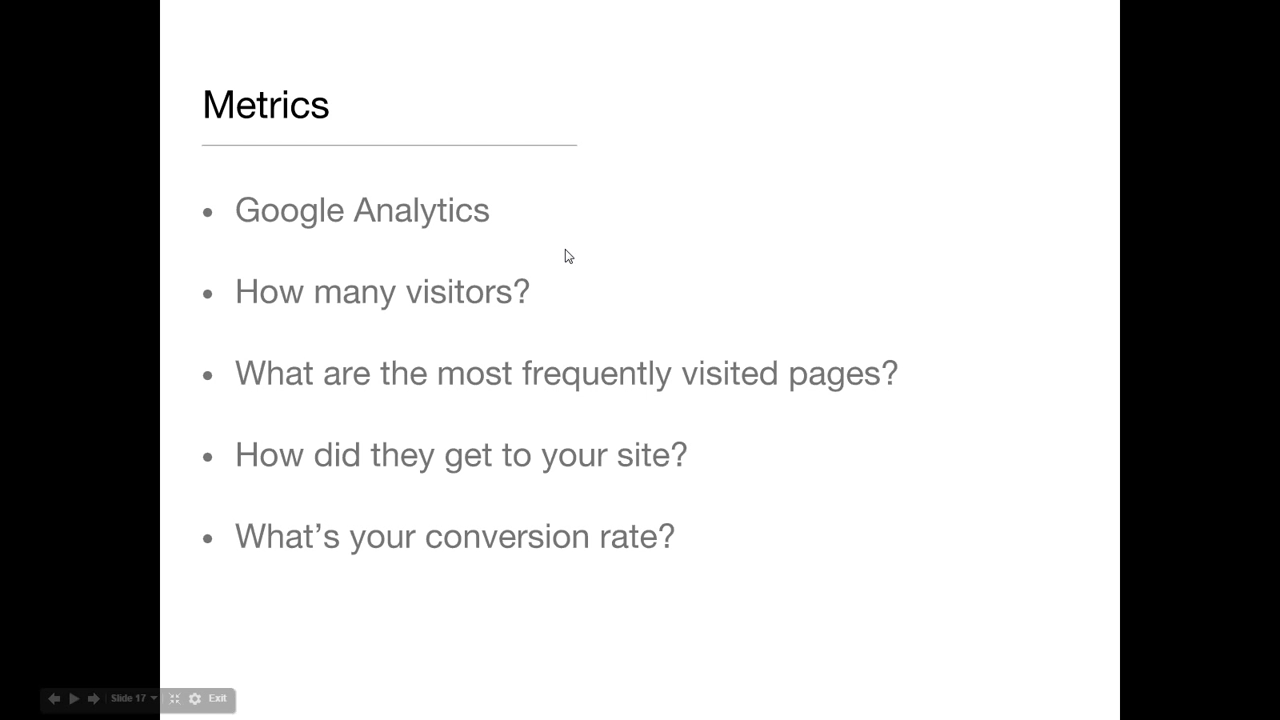 Metrics
• Google Analytics
• How many visitors?
• What are the most frequently visited pages?
• How did they get to your site?
• What’s your conversion rate?
Slide 17 Exit